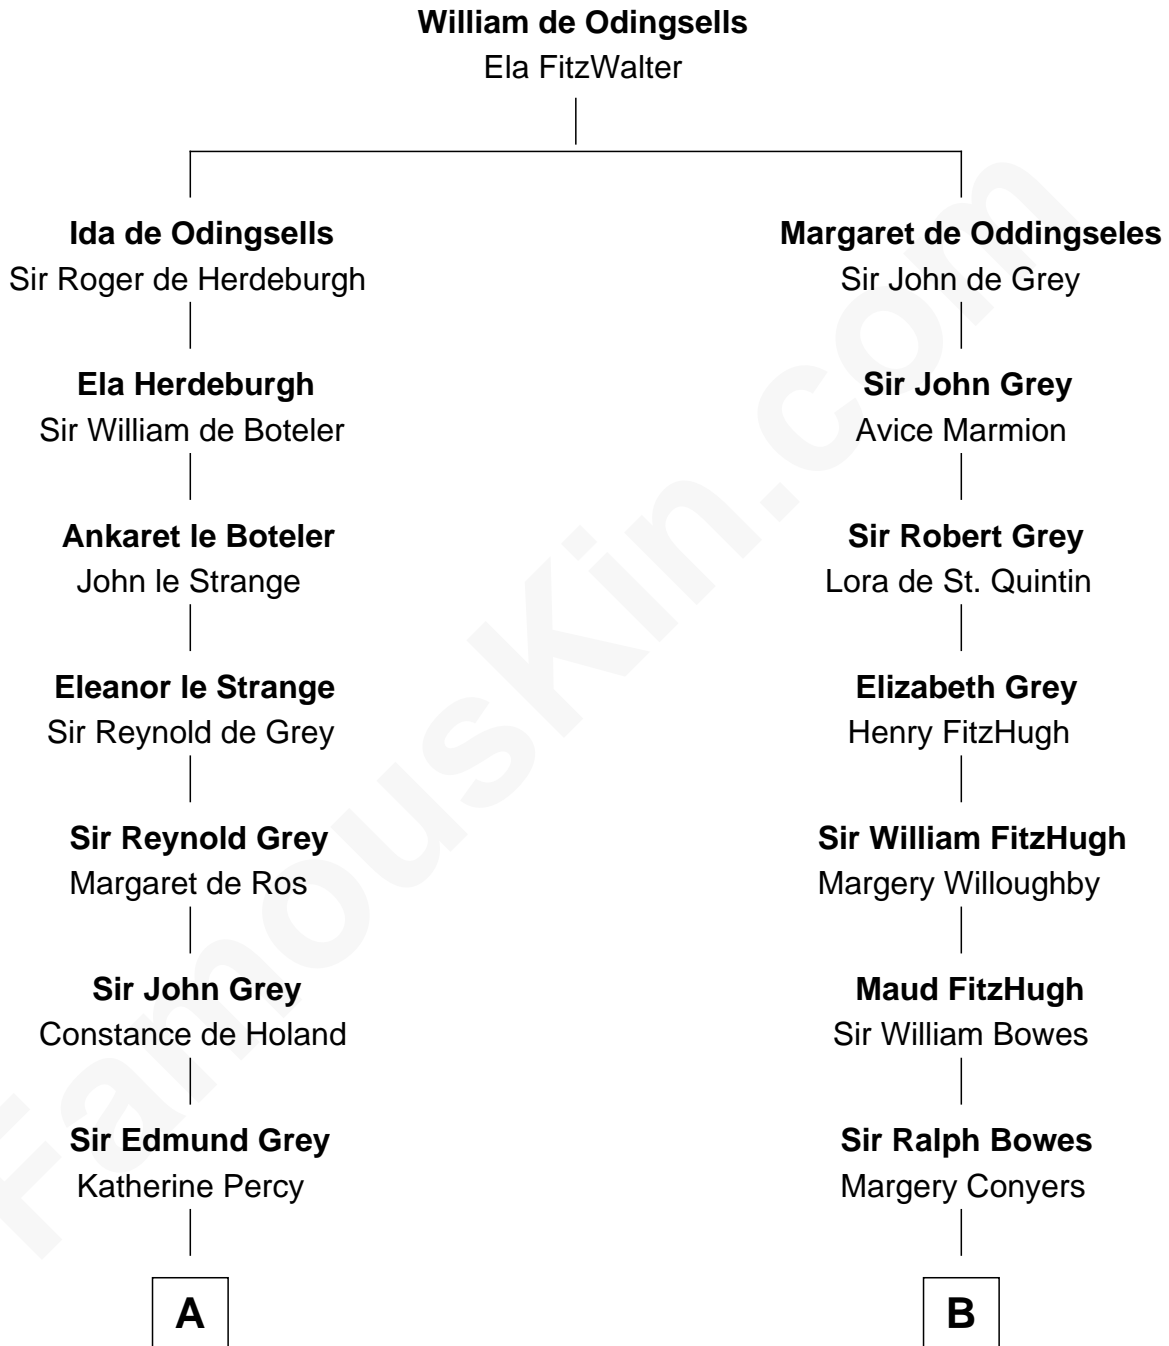 William de Odingsells
Ela FitzWalter
Ida de Odingsells
Sir Roger de Herdeburgh
Margaret de Oddingseles
Sir John de Grey
Ela Herdeburgh
Sir William de Boteler
Sir John Grey
Avice Marmion
Ankaret le Boteler
John le Strange
Sir Robert Grey
Lora de St. Quintin
Eleanor le Strange
Sir Reynold de Grey
Elizabeth Grey
Henry FitzHugh
Sir Reynold Grey
Margaret de Ros
Sir William FitzHugh
Margery Willoughby
Sir John Grey
Constance de Holand
Maud FitzHugh
Sir William Bowes
Sir Edmund Grey
Katherine Percy
Sir Ralph Bowes
Margery Conyers
A
B
FamousKin.com